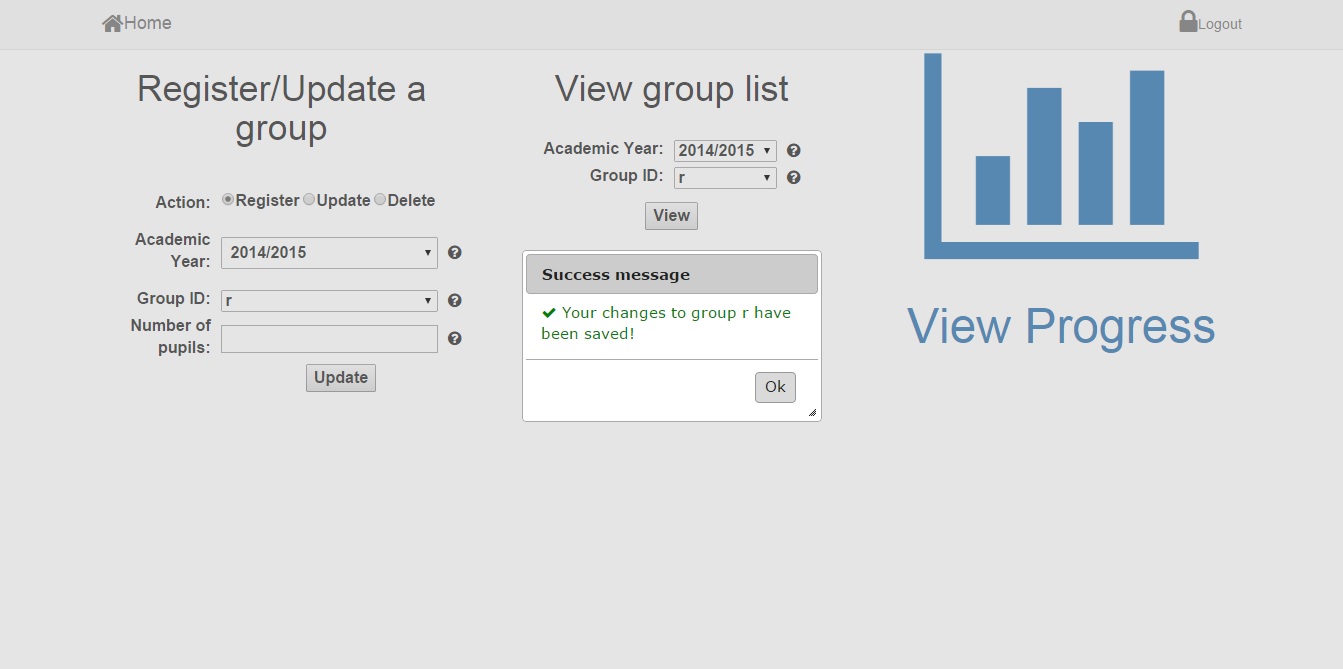 Home
Logout
Register/Update a
group
Action: Register Update Delete
Academic
Year: 2014/2015
Group ID: r
Number of
pupils:
Update
View group list
Academic Year: 2014/2015
Group ID: r
View
Success message
Your changes to group r have
been saved!
Ok
View Progress